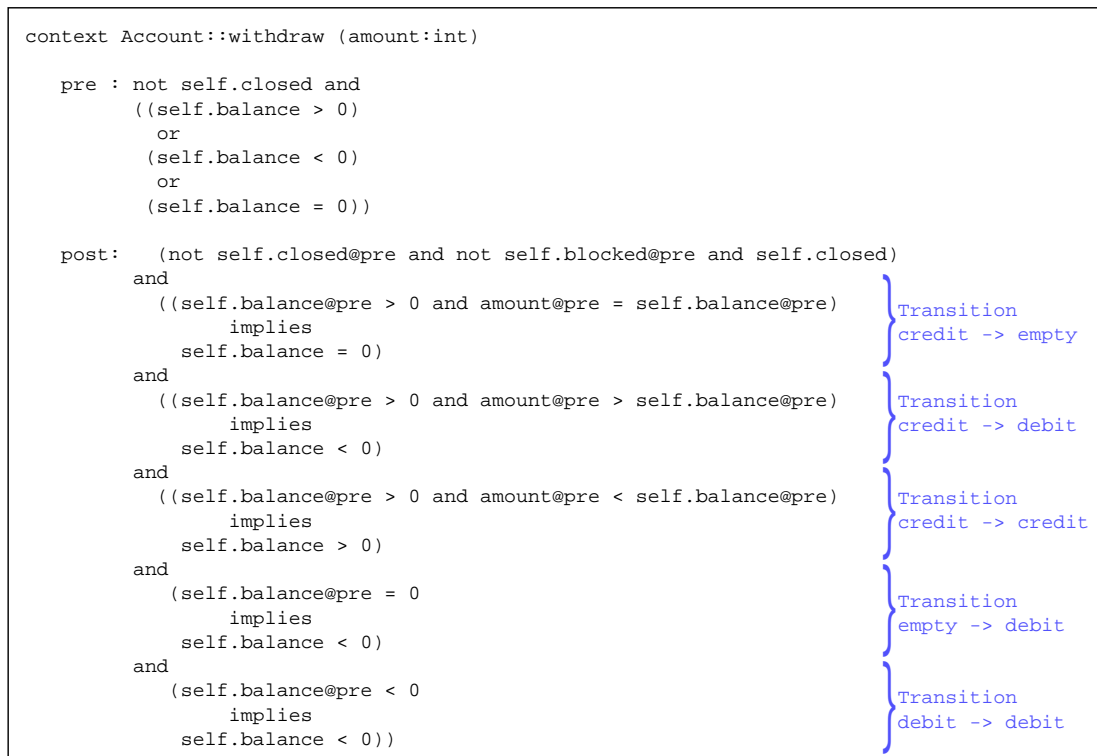 context Account::withdraw (amount:int)
pre : not self.closed and
((self.balance > 0)
or
(self.balance < 0)
or
(self.balance = 0))
post: (not self.closed@pre and not self.blocked@pre and self.closed)
and
((self.balance@pre > 0 and amount@pre = self.balance@pre)
implies
self.balance = 0)
Transition
credit -> empty
and
((self.balance@pre > 0 and amount@pre > self.balance@pre)
implies
self.balance < 0)
Transition
credit -> debit
and
((self.balance@pre > 0 and amount@pre < self.balance@pre)
implies
self.balance > 0)
Transition
credit -> credit
and
(self.balance@pre = 0
implies
self.balance < 0)
Transition
empty -> debit
and
(self.balance@pre < 0
implies
self.balance < 0))
Transition
debit -> debit